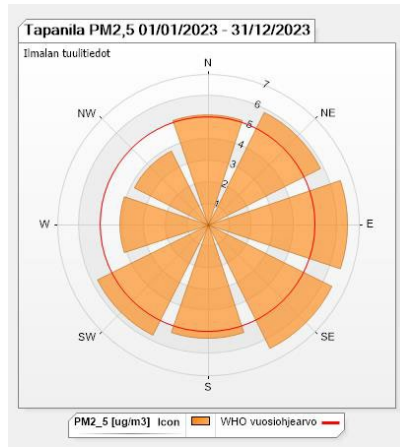 Tapanila PM2,5 01/01/2023 - 31/12/2023
Ilmalan tuulitiedot
N
7
NW
6
NE
5
4
3
2
1
W
E
SW
SE
S
PM2_5 [ug/m3] Icon WHO vuosiohjearvo